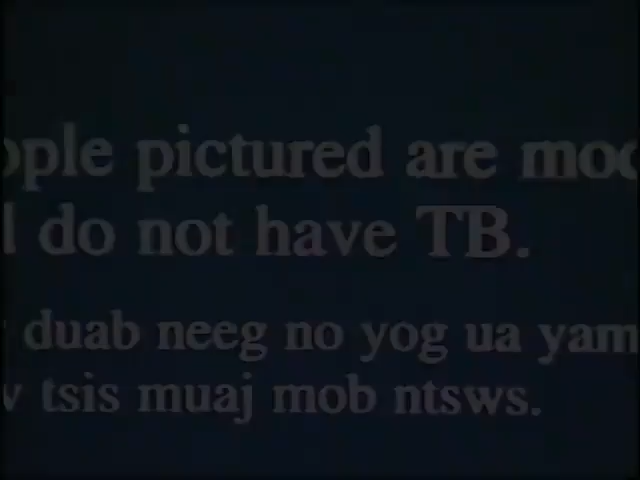 ople pictured are mod
do not have TB.
duab neeg no yog ua yam
tsis muaj mob ntsws.